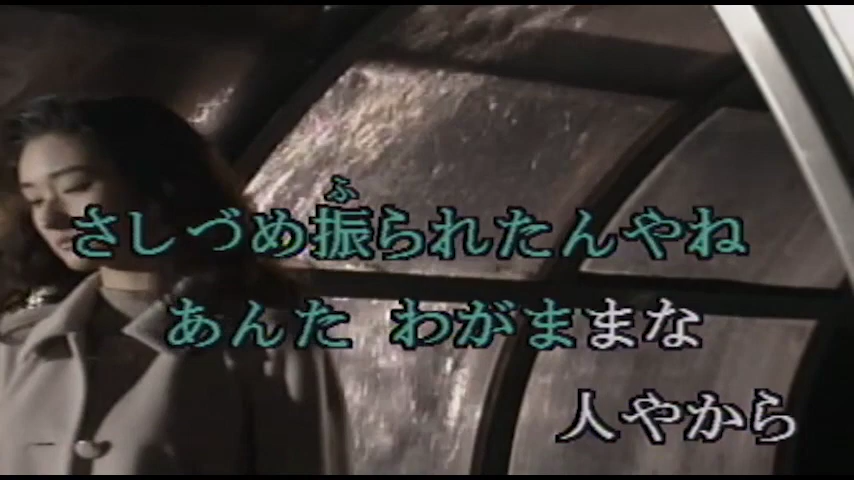 ふ
さしづめ振られたんやね
あんた わがままな
人やから